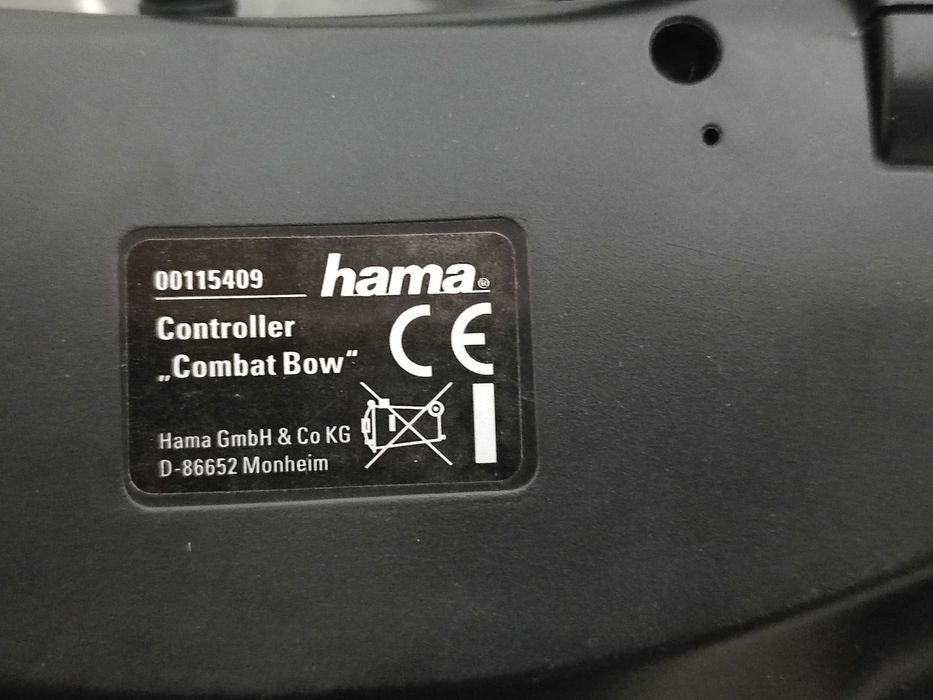 00115409 hama®
Controller
„Combat Bow“
CE
Hama GmbH & Co KG
D-86652 Monheim